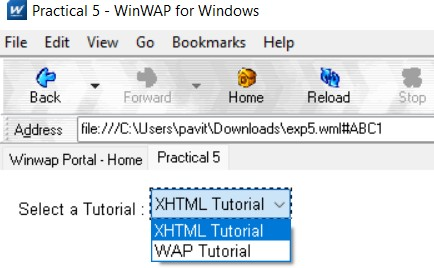 Practical 5 - WinWAP for Windows
File Edit View Go Bookmarks Help
Back Forward Home Reload Stop
Address file:///C:\Users\pavit\Downloads\exp5.wml#ABC1
Winwap Portal - Home Practical 5
Select a Tutorial : XHTML Tutorial
XHTML Tutorial
WAP Tutorial